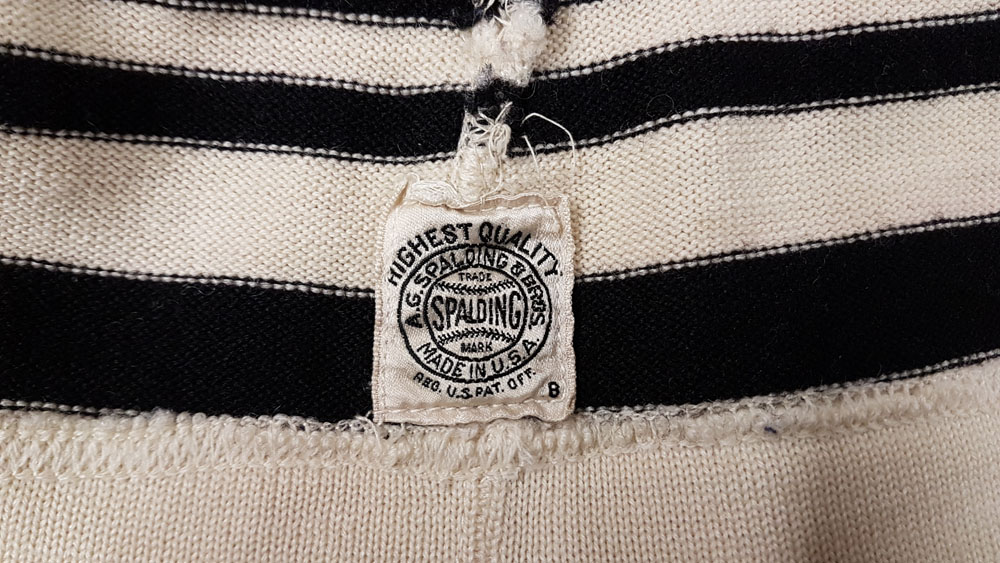 HIGHEST QUALITY
A.G. SPALDING & BROS.
TRADE
SPALDING
MARK
MADE IN U.S.A.
REG. U.S. PAT. OFF.
8